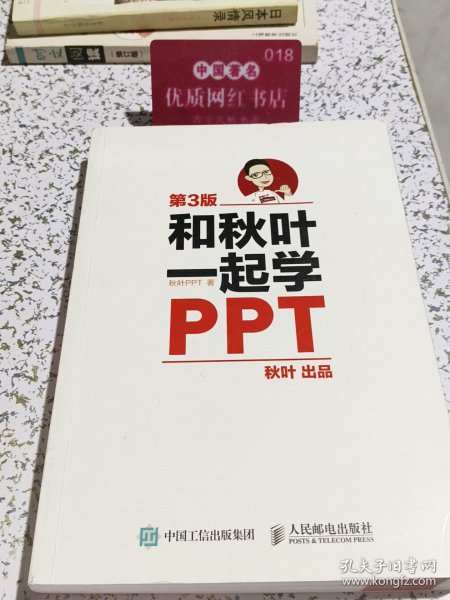 日本风情录
018
中国著名
优质网红书店
第3版
和秋叶
一起学
秋叶PPT 著
PPT
秋叶 出品
中国工信出版集团
人民邮电出版社
POSTS & TELECOM PRESS
孔夫子旧书网
www.kongfz.com